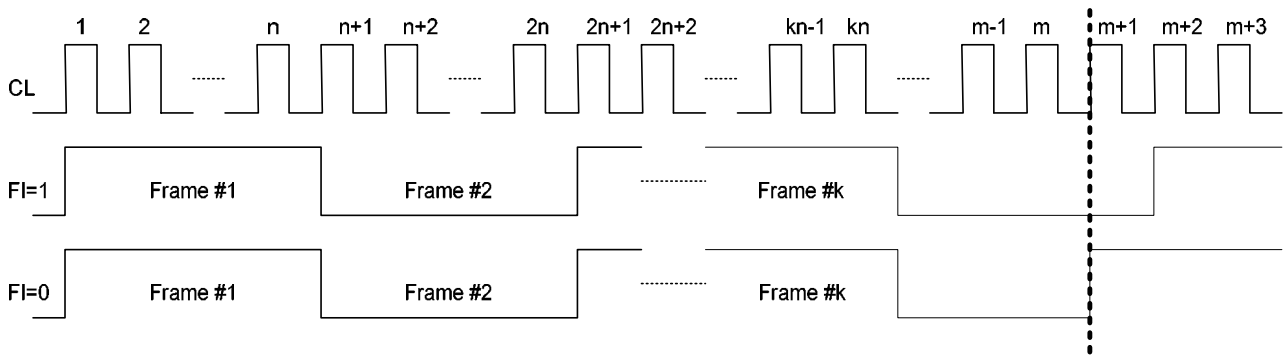 1 2 n n+1 n+2 2n 2n+1 2n+2 kn-1 kn m-1 m m+1 m+2 m+3
CL
FI=1 Frame #1 Frame #2 Frame #k
FI=0 Frame #1 Frame #2 Frame #k